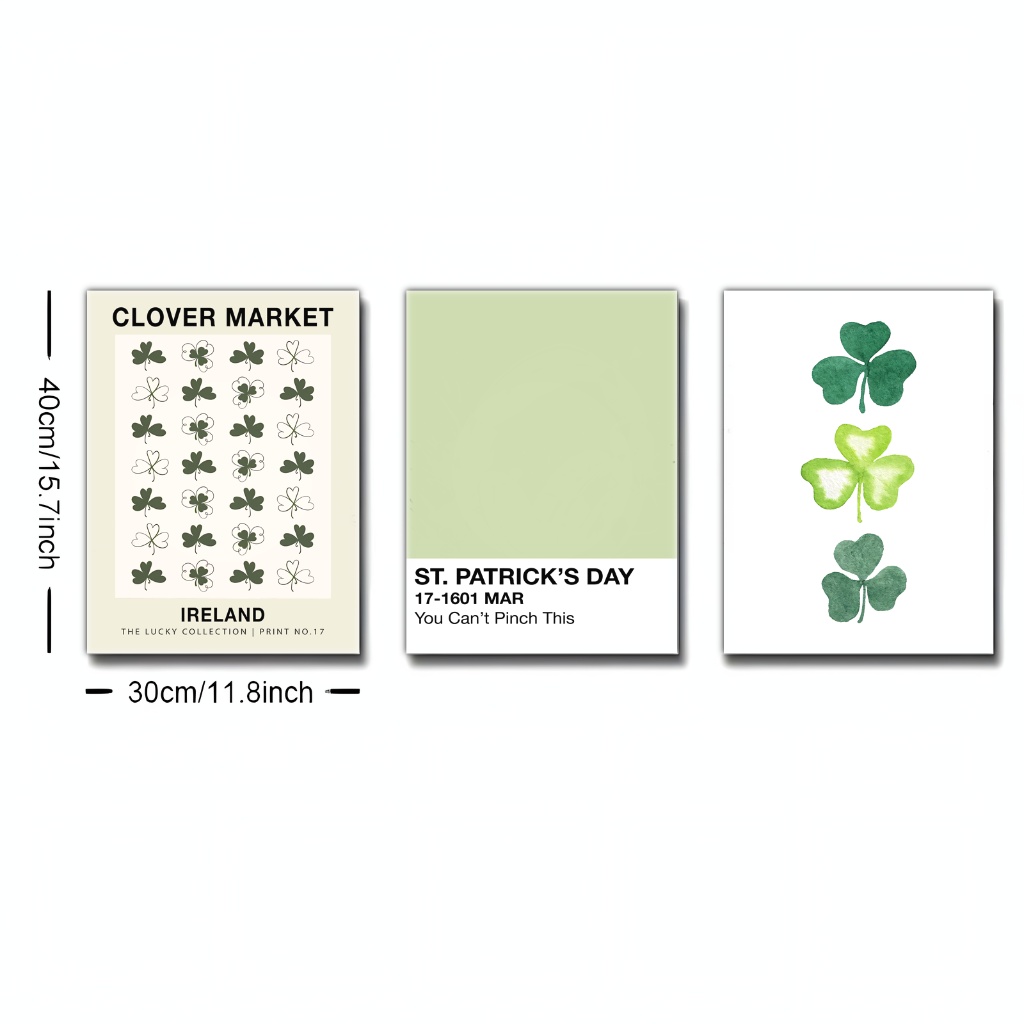 CLOVER MARKET
IRELAND
THE LUCKY COLLECTION | PRINT NO.17
ST. PATRICK'S DAY
17-1601 MAR
You Can't Pinch This
40cm/15.7inch
30cm/11.8inch